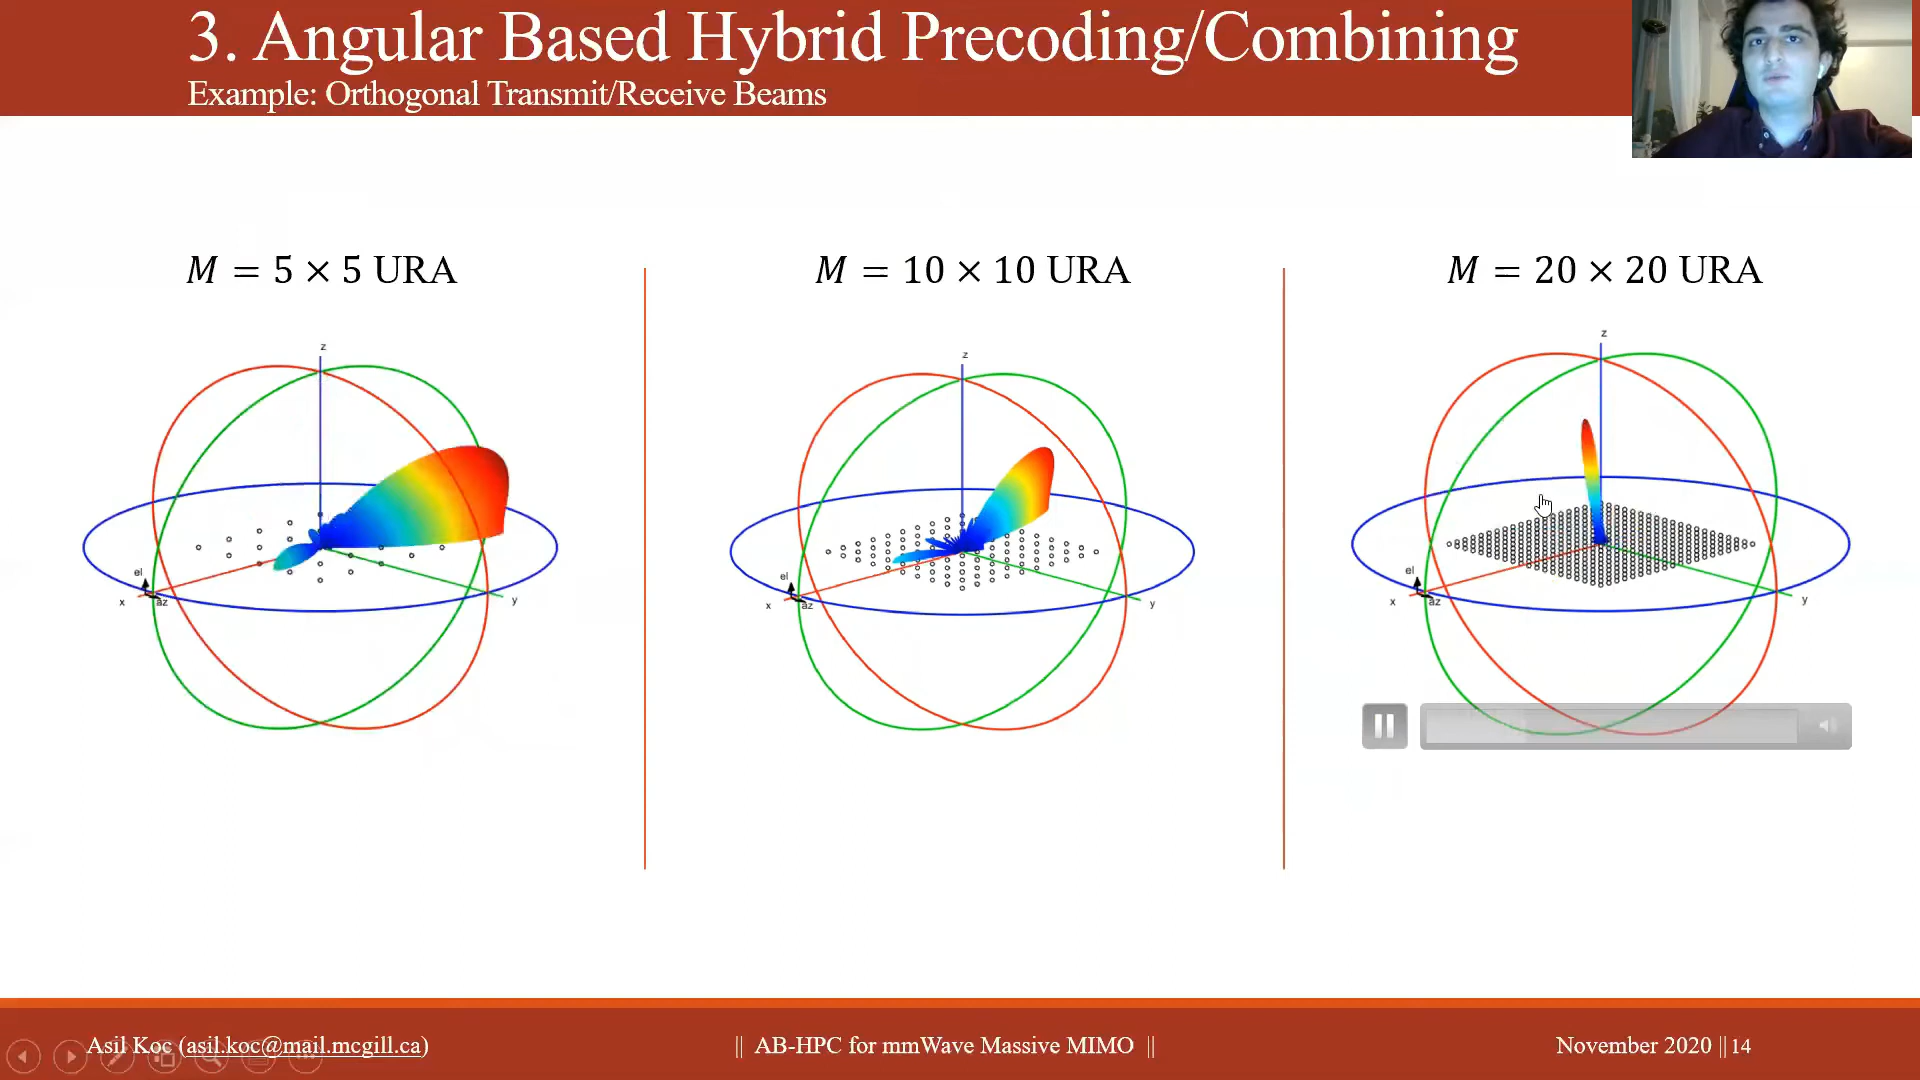 3. Angular Based Hybrid Precoding/Combining
Example: Orthogonal Transmit/Receive Beams
M = 5 × 5 URA
M = 10 × 10 URA
M = 20 × 20 URA
z
el
x
az
y
z
el
x
az
y
z
el
x
az
y
Asil Koc (asil.koc@mail.mcgill.ca)
|| AB-HPC for mmWave Massive MIMO ||
November 2020 || 14